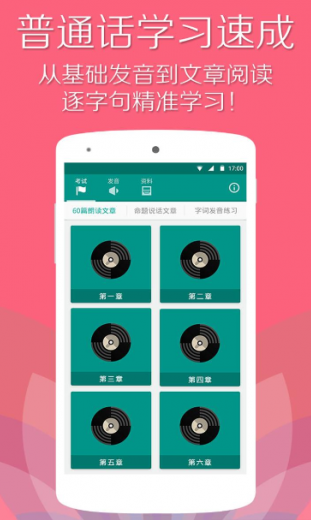 普通话学习速成
从基础发音到文章阅读
逐字句精准学习！
17:00
考试 发音 资料
60篇朗读文章 命题说话文章 字词发音练习
第一章 第二章
第三章 第四章
第五章 第六章